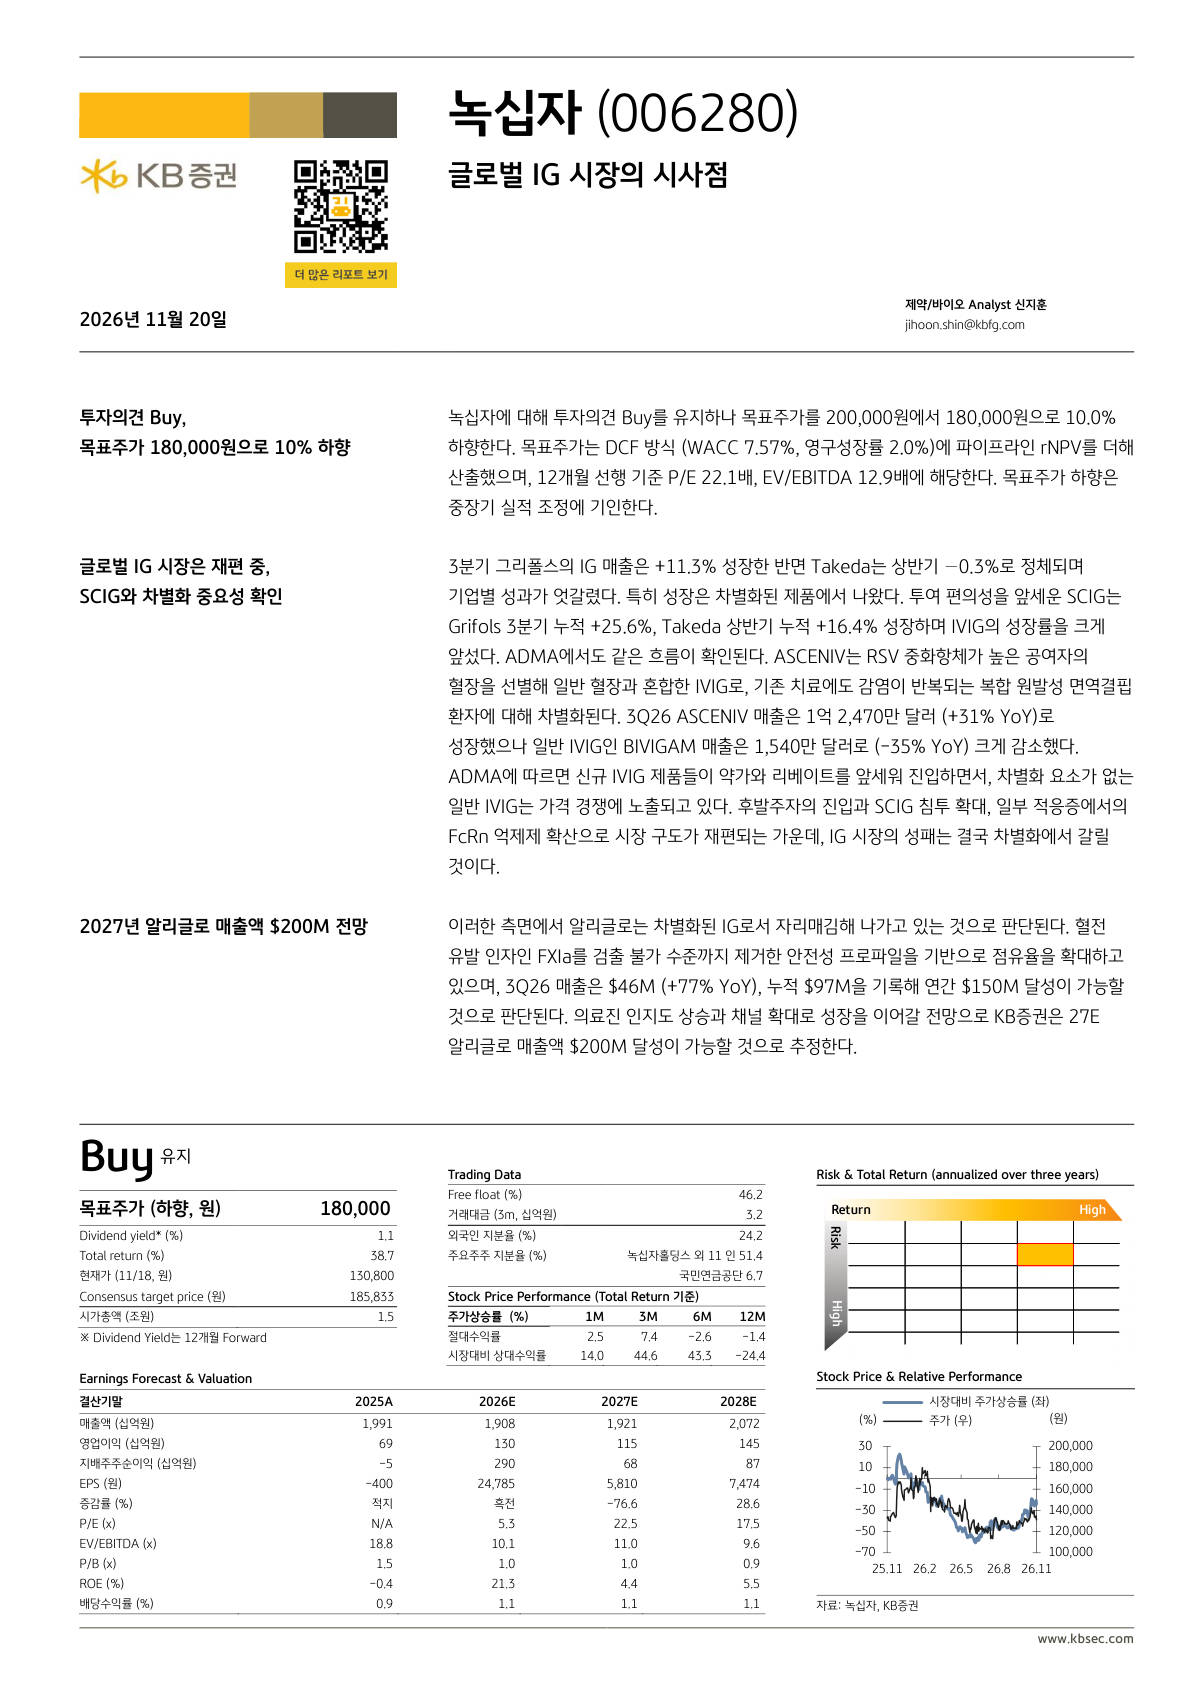 녹십자 (006280)
글로벌 IG 시장의 시사점
KB증권
더 많은 리포트 보기
2026년 11월 20일
제약/바이오 Analyst 신지훈
jihoon.shin@kbfg.com
투자의견 Buy,
목표주가 180,000원으로 10% 하향
녹십자에 대해 투자의견 Buy를 유지하나 목표주가를 200,000원에서 180,000원으로 10.0%
하향한다. 목표주가는 DCF 방식 (WACC 7.57%, 영구성장률 2.0%)에 파이프라인 rNPV를 더해
산출했으며, 12개월 선행 기준 P/E 22.1배, EV/EBITDA 12.9배에 해당한다. 목표주가 하향은
중장기 실적 조정에 기인한다.
글로벌 IG 시장은 재편 중,
SCIG와 차별화 중요성 확인
3분기 그리폴스의 IG 매출은 +11.3% 성장한 반면 Takeda는 상반기 −0.3%로 정체되며
기업별 성과가 엇갈렸다. 특히 성장은 차별화된 제품에서 나왔다. 투여 편의성을 앞세운 SCIG는
Grifols 3분기 누적 +25.6%, Takeda 상반기 누적 +16.4% 성장하며 IVIG의 성장률을 크게
앞섰다. ADMA에서도 같은 흐름이 확인된다. ASCENIV는 RSV 중화항체가 높은 공여자의
혈장을 선별해 일반 혈장과 혼합한 IVIG로, 기존 치료에도 감염이 반복되는 복합 원발성 면역결핍
환자에 대해 차별화된다. 3Q26 ASCENIV 매출은 1억 2,470만 달러 (+31% YoY)로
성장했으나 일반 IVIG인 BIVIGAM 매출은 1,540만 달러로 (-35% YoY) 크게 감소했다.
ADMA에 따르면 신규 IVIG 제품들이 약가와 리베이트를 앞세워 진입하면서, 차별화 요소가 없는
일반 IVIG는 가격 경쟁에 노출되고 있다. 후발주자의 진입과 SCIG 침투 확대, 일부 적응증에서의
FcRn 억제제 확산으로 시장 구도가 재편되는 가운데, IG 시장의 성패는 결국 차별화에서 갈릴
것이다.
2027년 알리글로 매출액 $200M 전망
이러한 측면에서 알리글로는 차별화된 IG로서 자리매김해 나가고 있는 것으로 판단된다. 혈전
유발 인자인 FXIa를 검출 불가 수준까지 제거한 안전성 프로파일을 기반으로 점유율을 확대하고
있으며, 3Q26 매출은 $46M (+77% YoY), 누적 $97M을 기록해 연간 $150M 달성이 가능할
것으로 판단된다. 의료진 인지도 상승과 채널 확대로 성장을 이어갈 전망으로 KB증권은 27E
알리글로 매출액 $200M 달성이 가능할 것으로 추정한다.
Buy 유지
목표주가 (하향, 원) 180,000
Dividend yield* (%) 1.1
Total return (%) 38.7
현재가 (11/18, 원) 130,800
Consensus target price (원) 185,833
시가총액 (조원) 1.5
※ Dividend Yield는 12개월 Forward
Trading Data
Free float (%) 46.2
거래대금 (3m, 십억원) 3.2
외국인 지분율 (%) 24.2
주요주주 지분율 (%) 녹십자홀딩스 외 11 인 51.4
국민연금공단 6.7
Stock Price Performance (Total Return 기준)
주가상승률 (%) 1M 3M 6M 12M
절대수익률 2.5 7.4 -2.6 -1.4
시장대비 상대수익률 14.0 44.6 43.3 -24.4
Risk & Total Return (annualized over three years)
Return High
Risk
High
Earnings Forecast & Valuation
결산기말 2025A 2026E 2027E 2028E
매출액 (십억원) 1,991 1,908 1,921 2,072
영업이익 (십억원) 69 130 115 145
지배주주순이익 (십억원) -5 290 68 87
EPS (원) -400 24,785 5,810 7,474
증감률 (%) 적지 흑전 -76.6 28.6
P/E (x) N/A 5.3 22.5 17.5
EV/EBITDA (x) 18.8 10.1 11.0 9.6
P/B (x) 1.5 1.0 1.0 0.9
ROE (%) -0.4 21.3 4.4 5.5
배당수익률 (%) 0.9 1.1 1.1 1.1
Stock Price & Relative Performance
시장대비 주가상승률 (좌)
(%) 주가 (우) (원)
30 200,000
10 180,000
-10 160,000
-30 140,000
-50 120,000
-70 100,000
25.11 26.2 26.5 26.8 26.11
자료: 녹십자, KB증권
www.kbsec.com